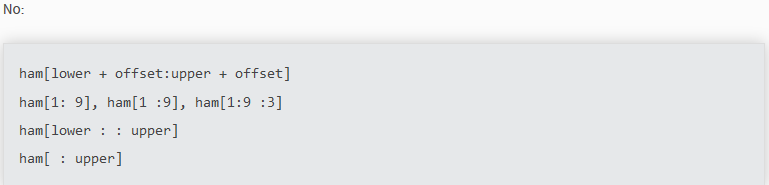 No:
ham[lower + offset:upper + offset]
ham[1: 9], ham[1 :9], ham[1:9 :3]
ham[lower : : upper]
ham[ : upper]